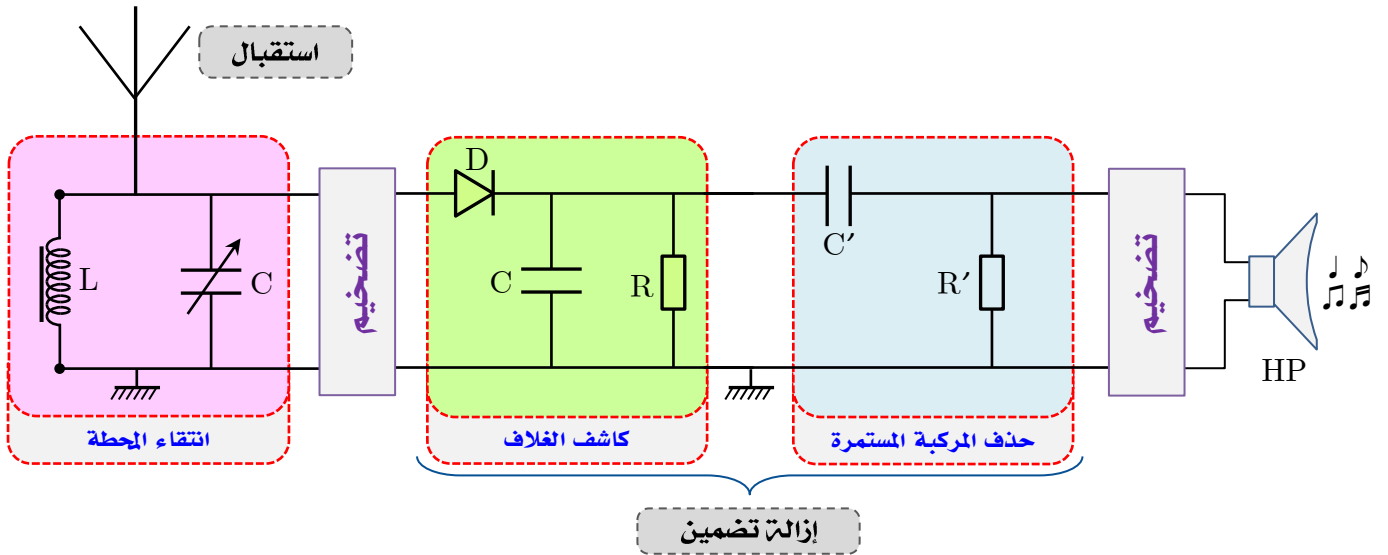 استقبال
D
L
C
تضخيم
C
R
C′
R′
تضخيم
HP
انتقاء المحطة
كاشف الغلاف
حذف المركبة المستمرة
إزالة تضمين